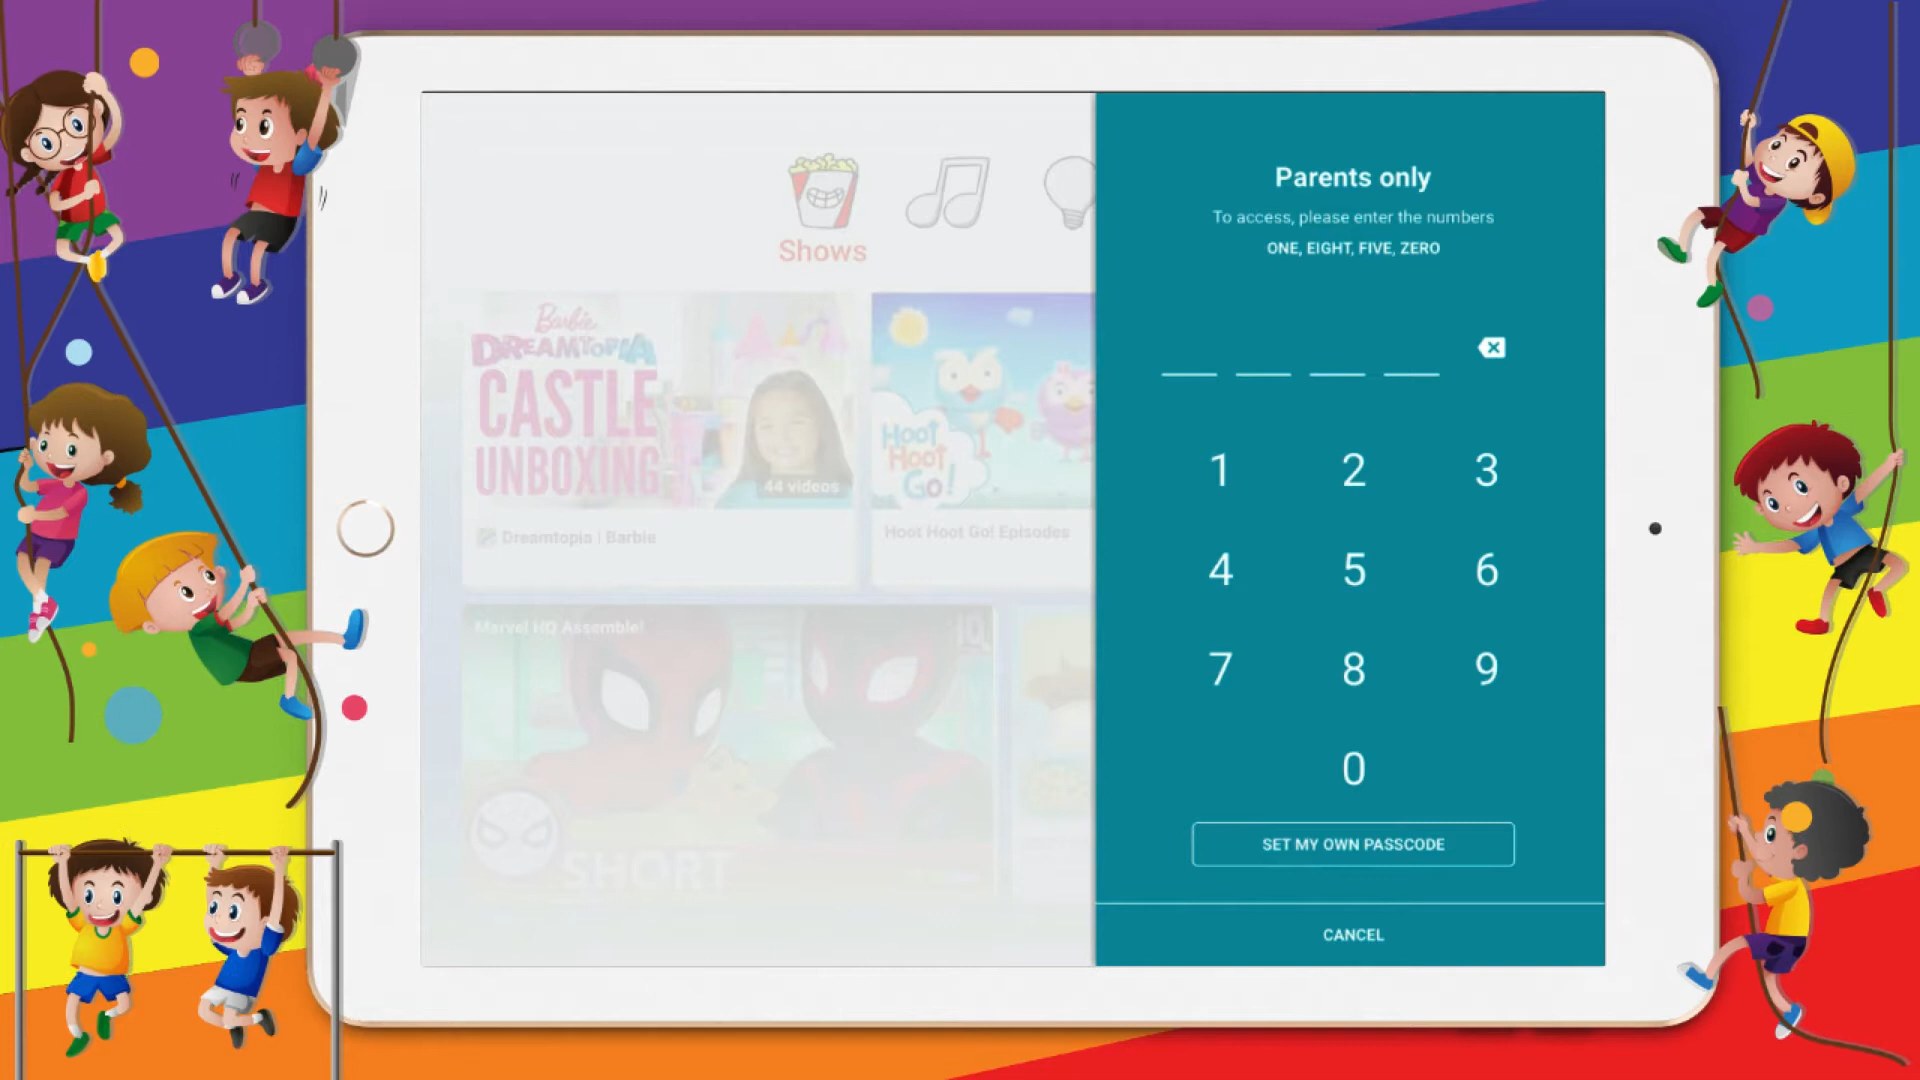 Shows
Barbie
DREAMTOPIA
CASTLE
UNBOXING
44 videos
Dreamtopia | Barbie
Hoot
Hoot
Go!
Hoot Hoot Go! Episodes
Marvel HQ Assemble!
HQ
SHORT
Parents only
To access, please enter the numbers
ONE, EIGHT, FIVE, ZERO
1 2 3
4 5 6
7 8 9
0
SET MY OWN PASSCODE
CANCEL